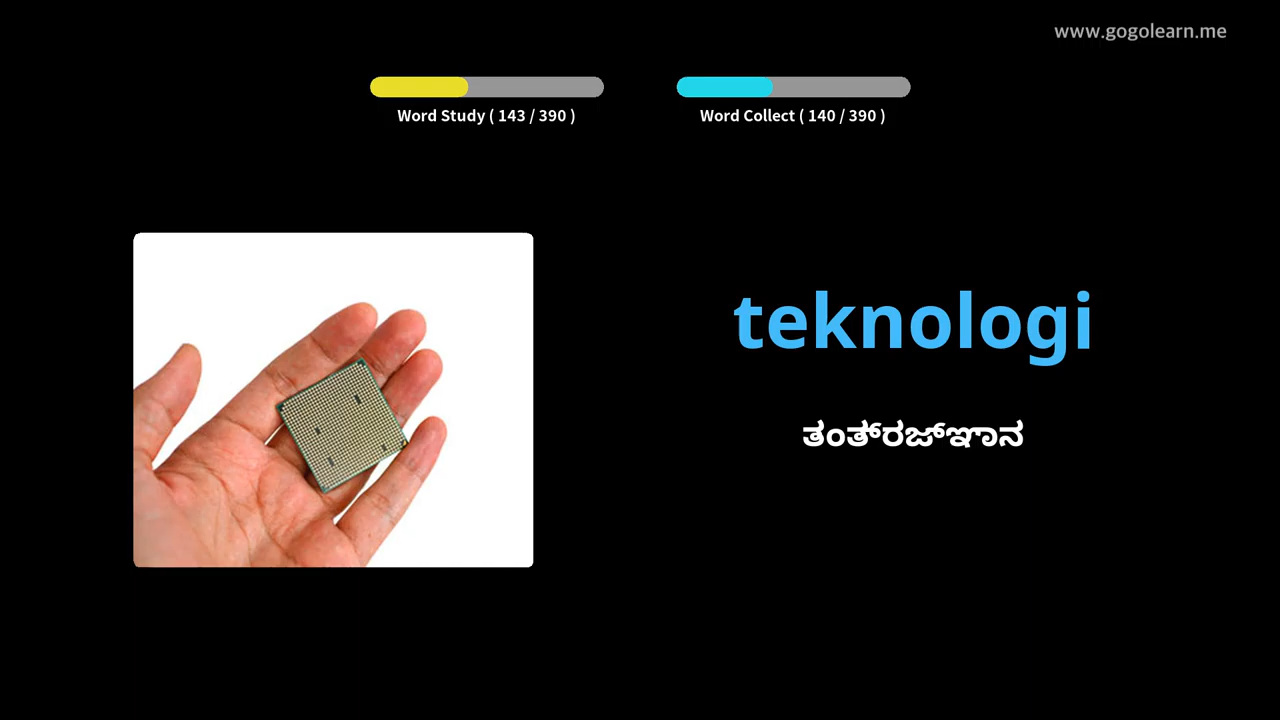 www.gogolearn.me
Word Study ( 143 / 390 )
Word Collect ( 140 / 390 )
teknologi
ತಂತ್‌ರಜ್‌ಞಾನ